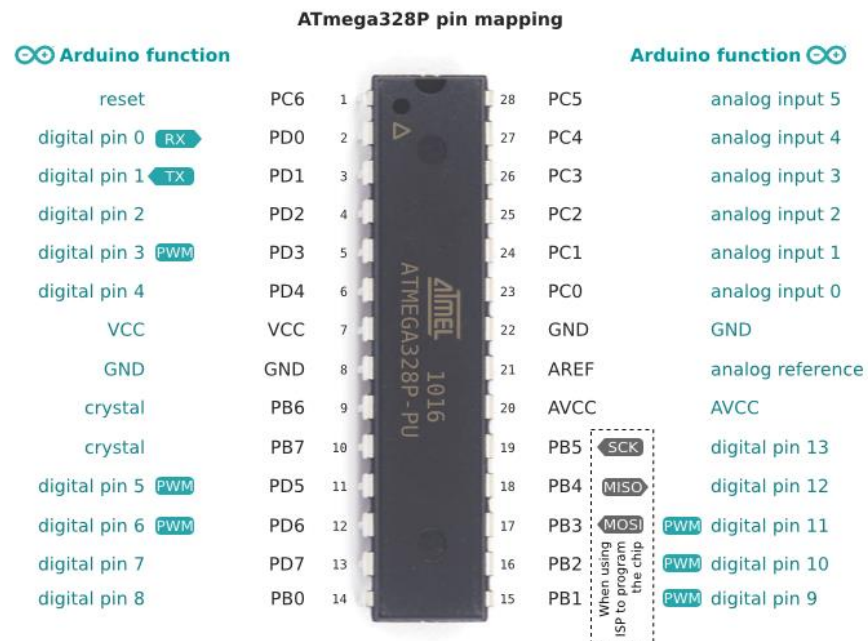 ATmega328P pin mapping
Arduino function Arduino function
reset PC6 1 28 PC5 analog input 5
digital pin 0 RX PD0 2 27 PC4 analog input 4
digital pin 1 TX PD1 3 26 PC3 analog input 3
digital pin 2 PD2 4 25 PC2 analog input 2
digital pin 3 PWM PD3 5 24 PC1 analog input 1
digital pin 4 PD4 6 23 PC0 analog input 0
VCC VCC 7 22 GND GND
GND GND 8 21 AREF analog reference
crystal PB6 9 20 AVCC AVCC
crystal PB7 10 19 PB5 SCK digital pin 13
digital pin 5 PWM PD5 11 18 PB4 MISO digital pin 12
digital pin 6 PWM PD6 12 17 PB3 MOSI PWM digital pin 11
digital pin 7 PD7 13 16 PB2 PWM digital pin 10
digital pin 8 PB0 14 15 PB1 PWM digital pin 9
When using
ISP to program
the chip
ATMEL 1016
ATMEGA328P-PU